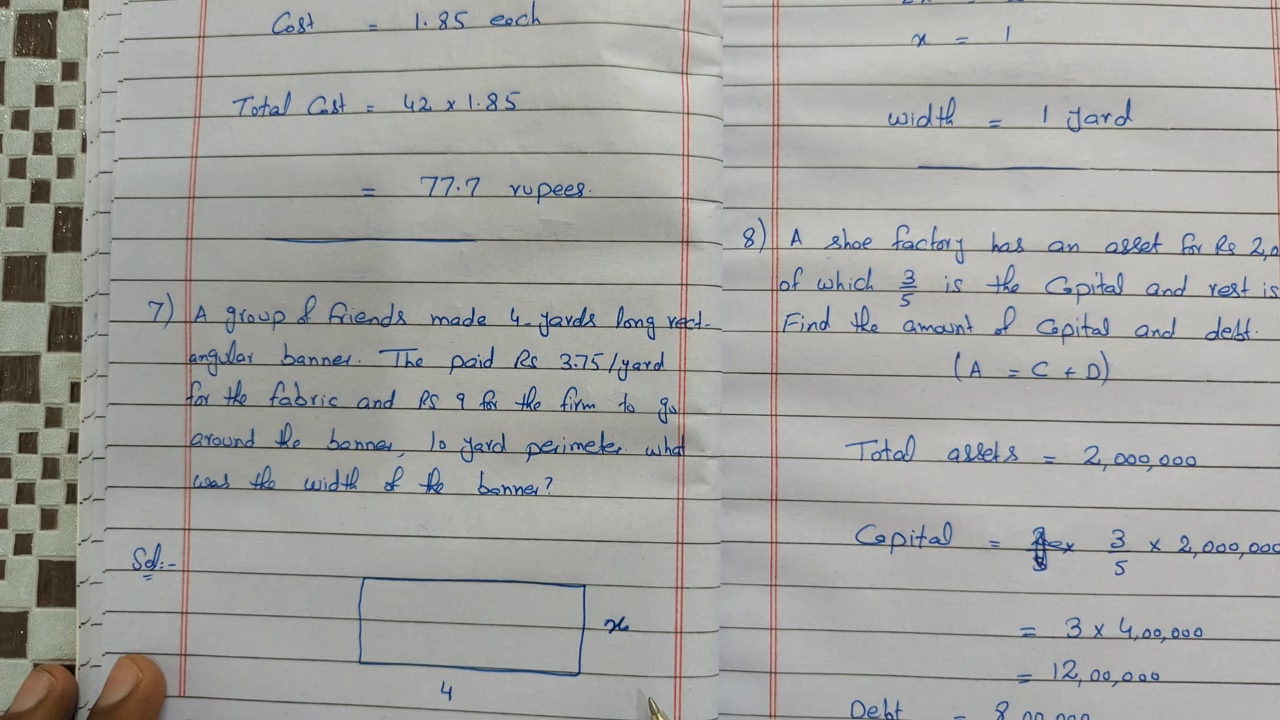 Cost = 1.85 each
Total Cost = 42 x 1.85
= 77.7 rupees.
7) A group of friends made 4-yards long rect-
angular banner. The paid Rs 3.75/yard
for the fabric and RS 9 for the firm to go
around the banner, 10 yard perimeter what
was the width of the banner?
Sol:-
x
4
x = 1
width = 1 yard
8) A shoe factory has an asset for Rs 2,0
of which 3/5 is the Capital and rest is
Find the amount of Capital and debt.
(A = C + D)
Total assets = 2,000,000
Capital = 3/5 x 2,000,000
= 3 x 4,00,000
= 12,00,000
Debt = 8,00,000